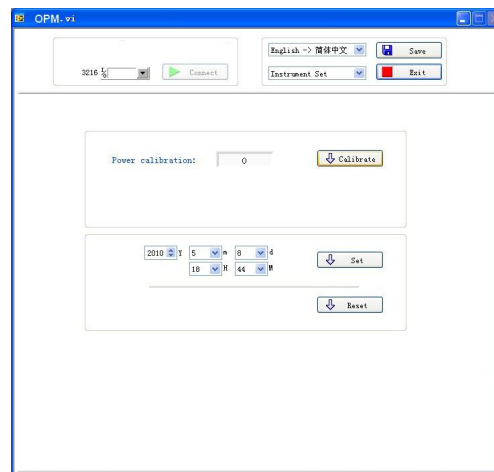 OPM.vi
English -> 简体中文 Save
3216 Connect Instrument Set Exit
Power calibration: 0 Calibrate
2010 Y 5 m 8 d Set
18 H 44 M
Reset